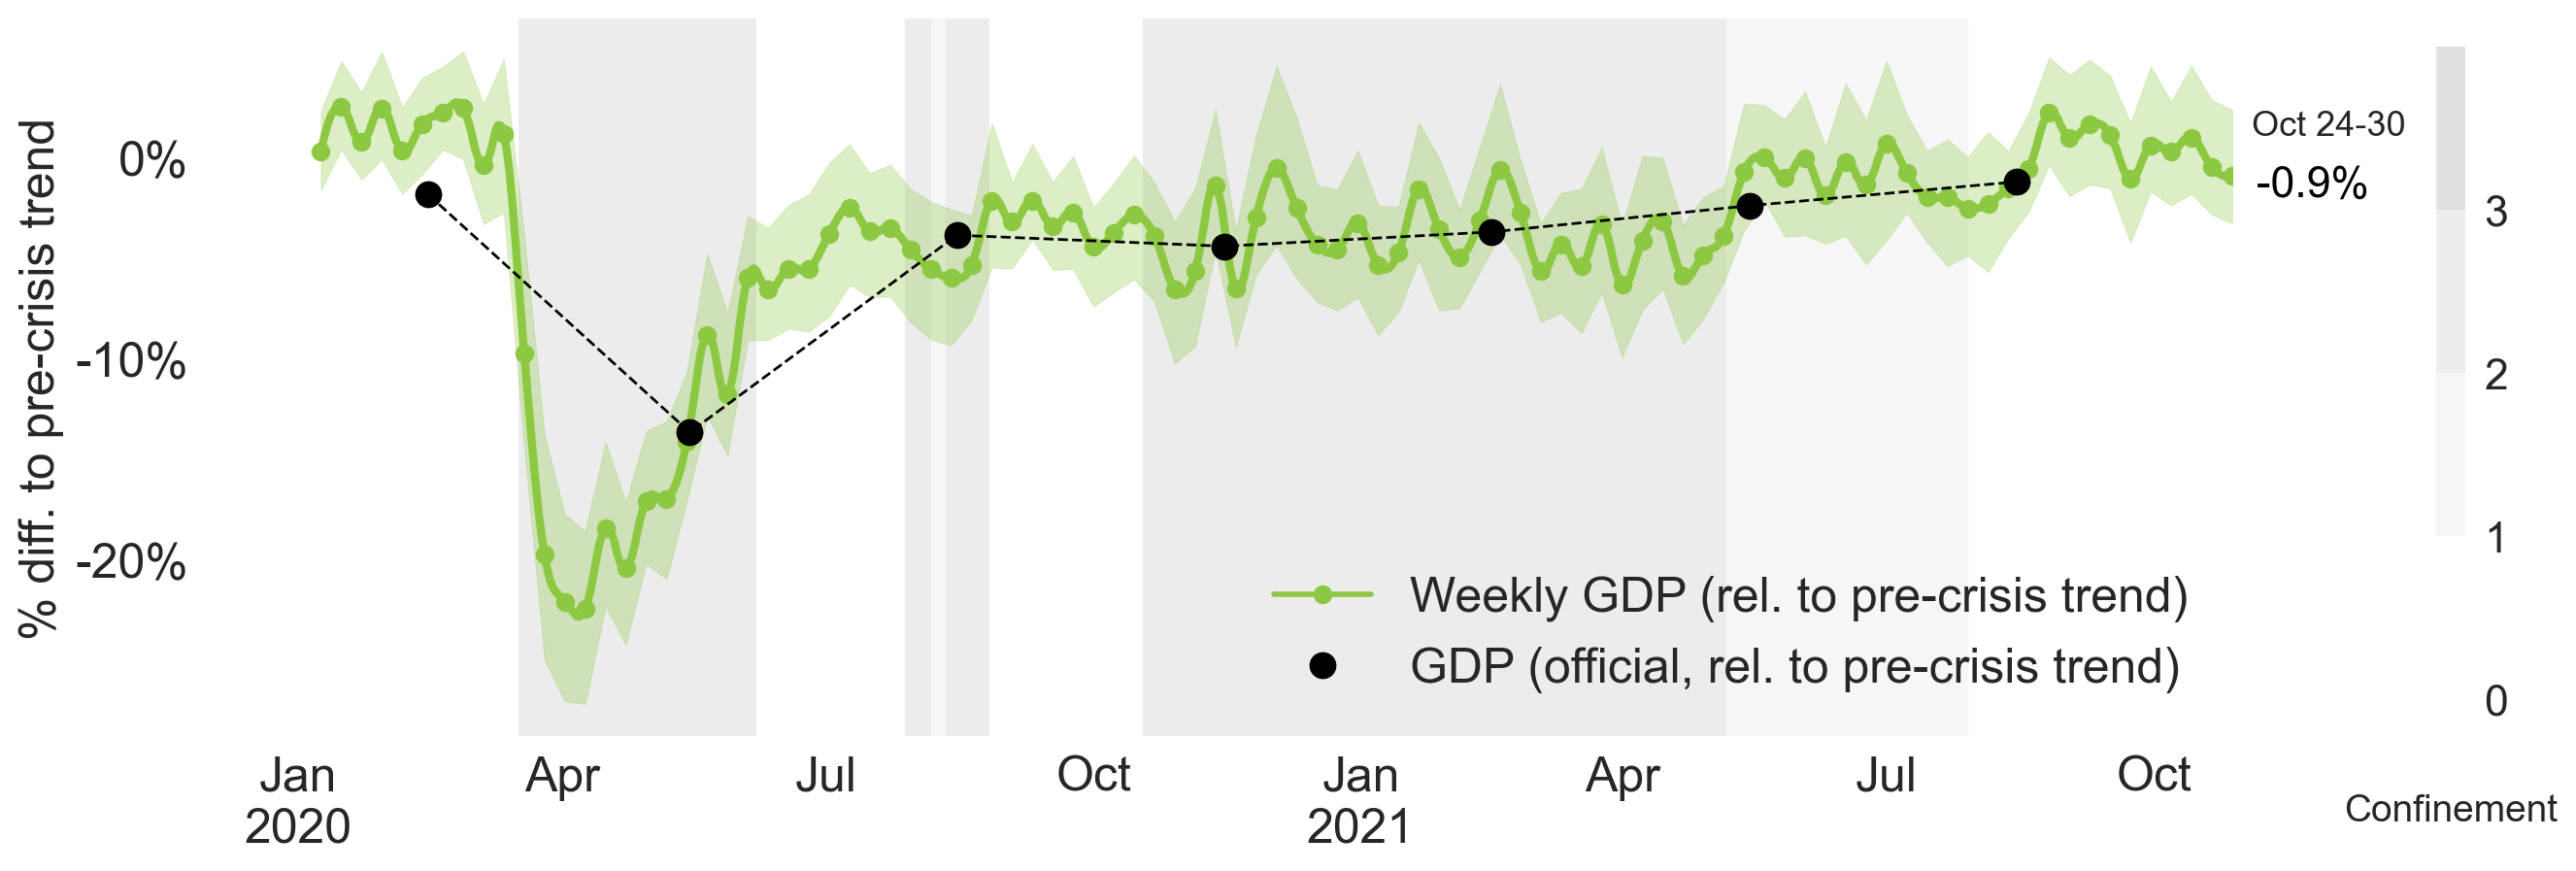 % diff. to pre-crisis trend
0%
-10%
-20%
Oct 24-30
-0.9%
3
2
1
0
Weekly GDP (rel. to pre-crisis trend)
GDP (official, rel. to pre-crisis trend)
Jan Apr Jul Oct Jan Apr Jul Oct
2020 2021
Confinement